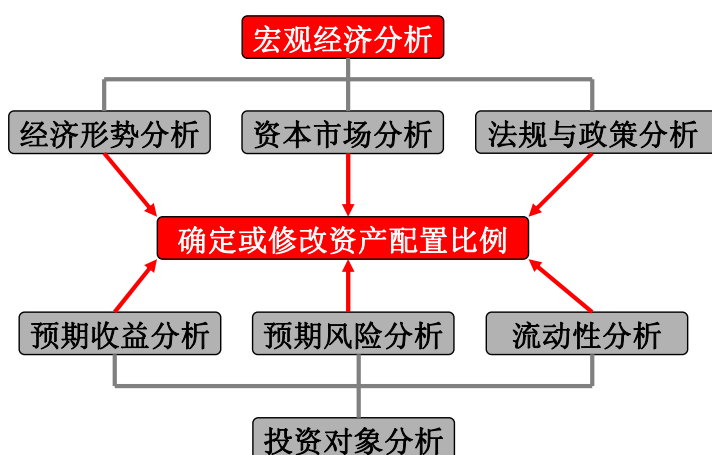 宏观经济分析
经济形势分析
资本市场分析
法规与政策分析
确定或修改资产配置比例
预期收益分析
预期风险分析
流动性分析
投资对象分析